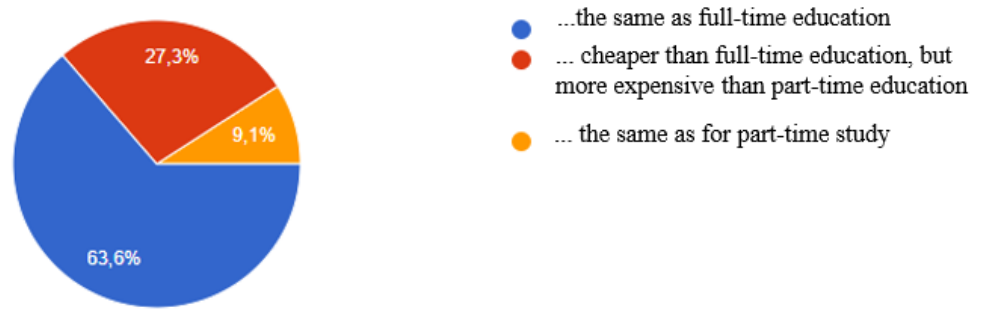 ...the same as full-time education
... cheaper than full-time education, but
more expensive than part-time education
... the same as for part-time study
27,3%
9,1%
63,6%